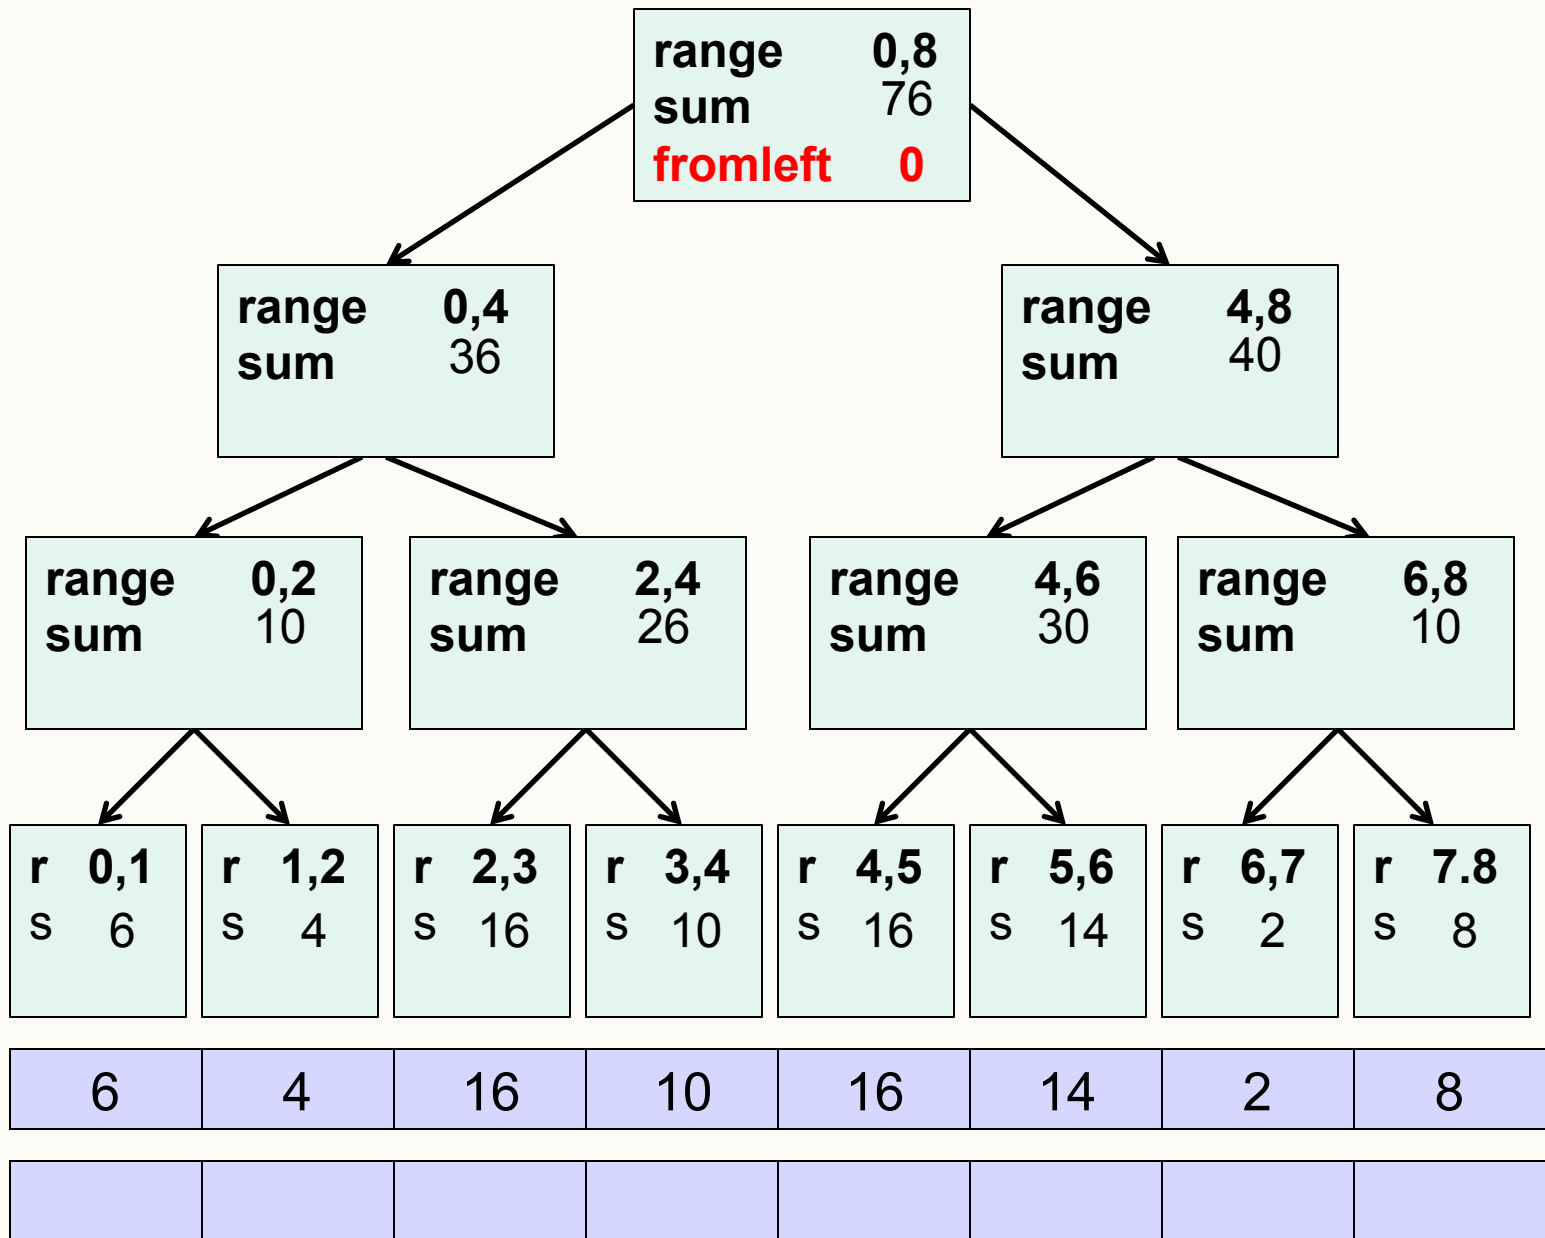 range 0,8
sum 76
fromleft 0
range 0,4
sum 36
range 4,8
sum 40
range 0,2
sum 10
range 2,4
sum 26
range 4,6
sum 30
range 6,8
sum 10
r 0,1
s 6
r 1,2
s 4
r 2,3
s 16
r 3,4
s 10
r 4,5
s 16
r 5,6
s 14
r 6,7
s 2
r 7.8
s 8
6 4 16 10 16 14 2 8